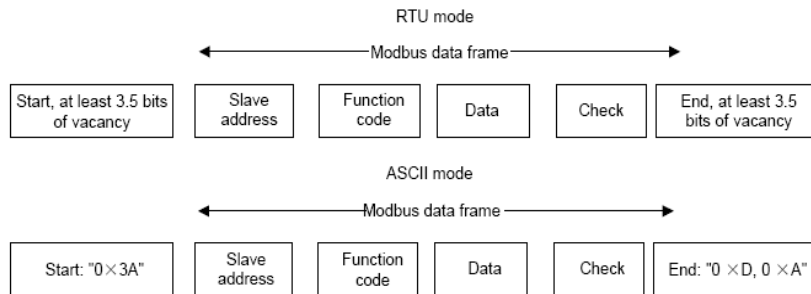 RTU mode
Modbus data frame
Start, at least 3.5 bits
of vacancy
Slave
address
Function
code
Data
Check
End, at least 3.5
bits of vacancy
ASCII mode
Modbus data frame
Start: "0×3A"
Slave
address
Function
code
Data
Check
End: "0 ×D, 0 ×A"